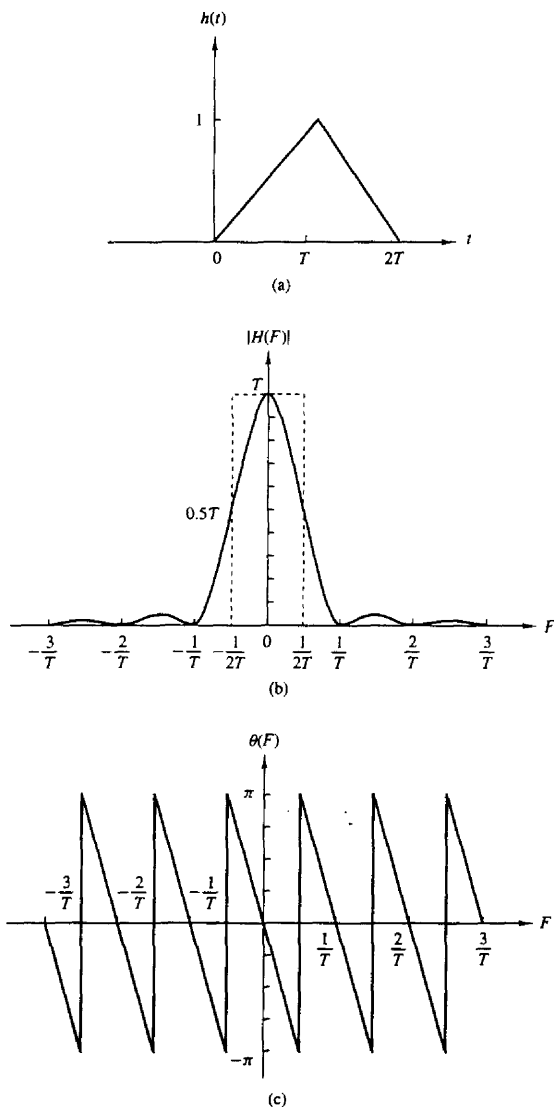 h(t)
1
0 T 2T t
(a)
|H(F)|
T
0.5T
-3/T -2/T -1/T -1/2T 0 1/2T 1/T 2/T 3/T F
(b)
θ(F)
π
-3/T -2/T -1/T
F
1/T 2/T 3/T
-π
(c)